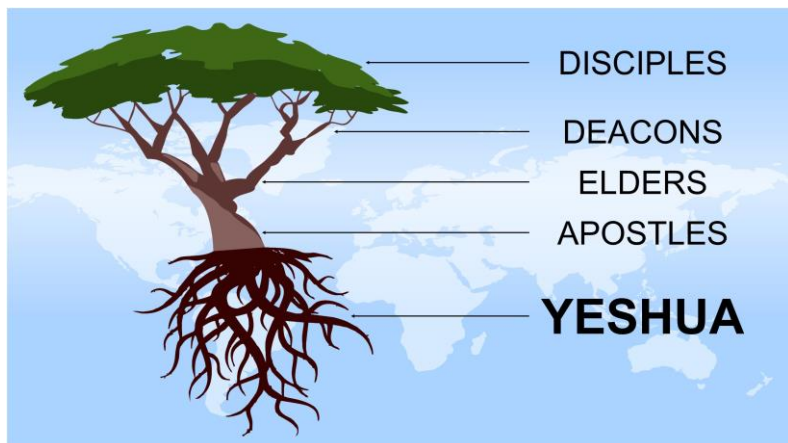 DISCIPLES
DEACONS
ELDERS
APOSTLES
YESHUA